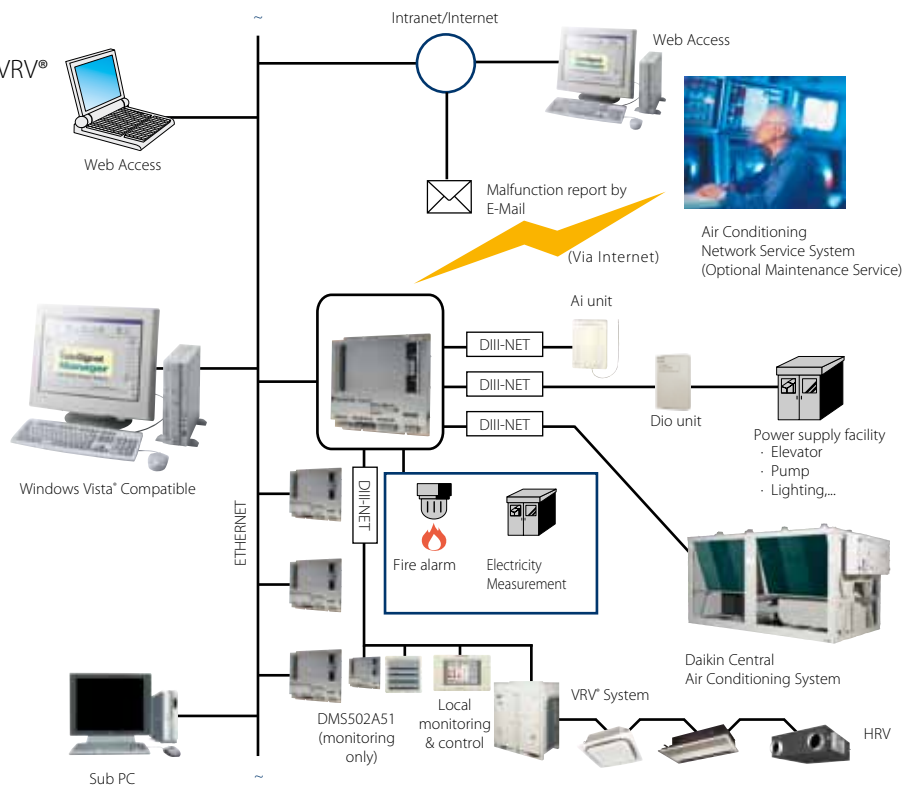 ~
Intranet/Internet
VRV®
Web Access
Web Access
Malfunction report by
E-Mail
(Via Internet)
Air Conditioning
Network Service System
(Optional Maintenance Service)
Ai unit
DIII-NET
DIII-NET
DIII-NET
Dio unit
Power supply facility
· Elevator
· Pump
· Lighting,...
Intelligent
Manager
Windows Vista® Compatible
ETHERNET
DIII-NET
Fire alarm
Electricity
Measurement
Daikin Central
Air Conditioning System
DMS502A51
(monitoring
only)
Local
monitoring
& control
VRV® System
HRV
Sub PC
~